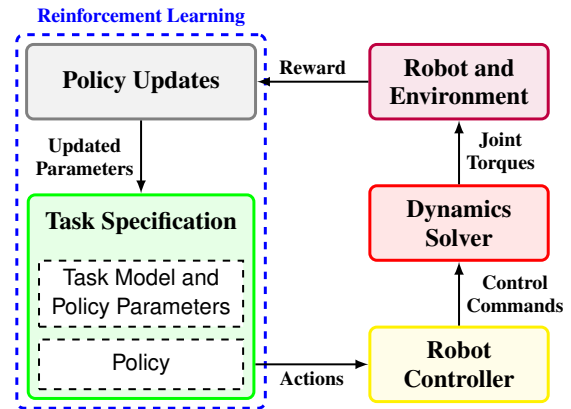 Reinforcement Learning
Policy Updates
Reward
Robot and
Environment
Updated
Parameters
Joint
Torques
Task Specification
Task Model and
Policy Parameters
Policy
Dynamics
Solver
Control
Commands
Actions
Robot
Controller